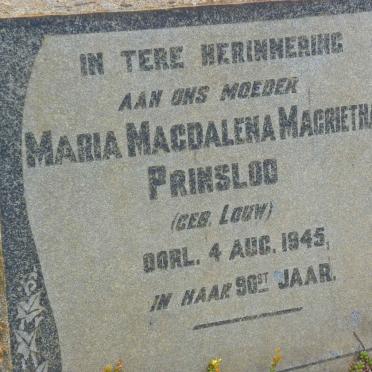 IN TERE HERINNERING
AAN ONS MOEDER
MARIA MAGDALENA MAGRIETHA
PRINSLOO
(GEB. LOUW)
OORL. 4 AUG. 1945,
IN HAAR 90ST JAAR.